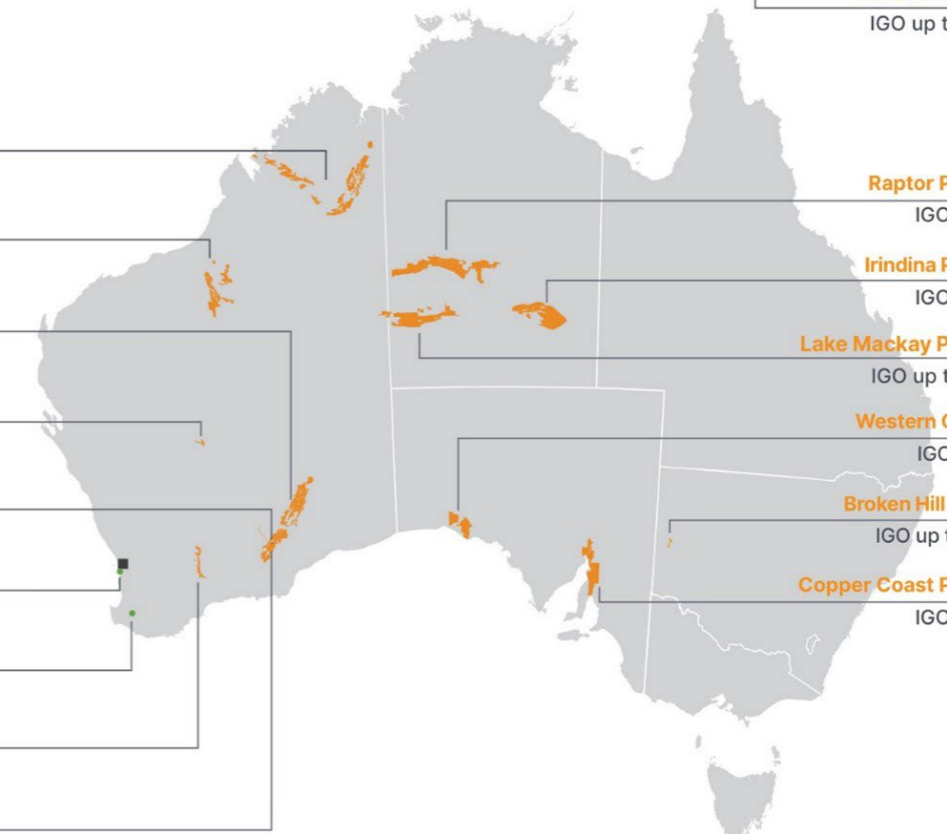 IGO up t
Raptor P
IGO
Irindina P
IGO
Lake Mackay P
IGO up t
Western
IGO
Broken Hill
IGO up t
Copper Coast P
IGO